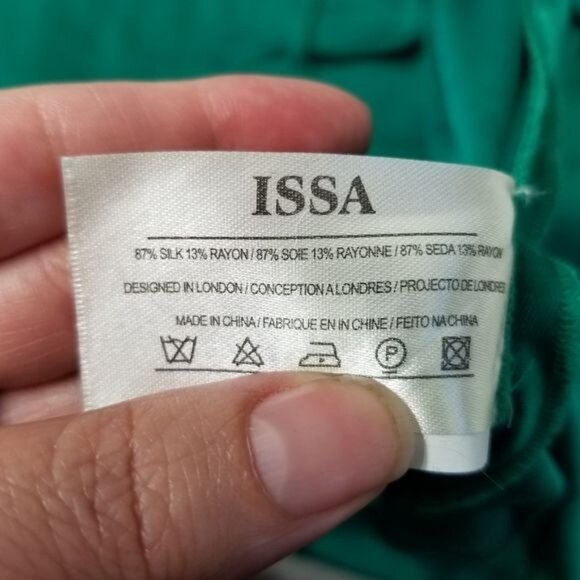 ISSA
87% SILK 13% RAYON / 87% SOIE 13% RAYONNE / 87% SEDA 13% RAYON
DESIGNED IN LONDON / CONCEPTION A LONDRES / PROJECTO DE LONDRES
MADE IN CHINA / FABRIQUE EN IN CHINE / FEITO NA CHINA
P